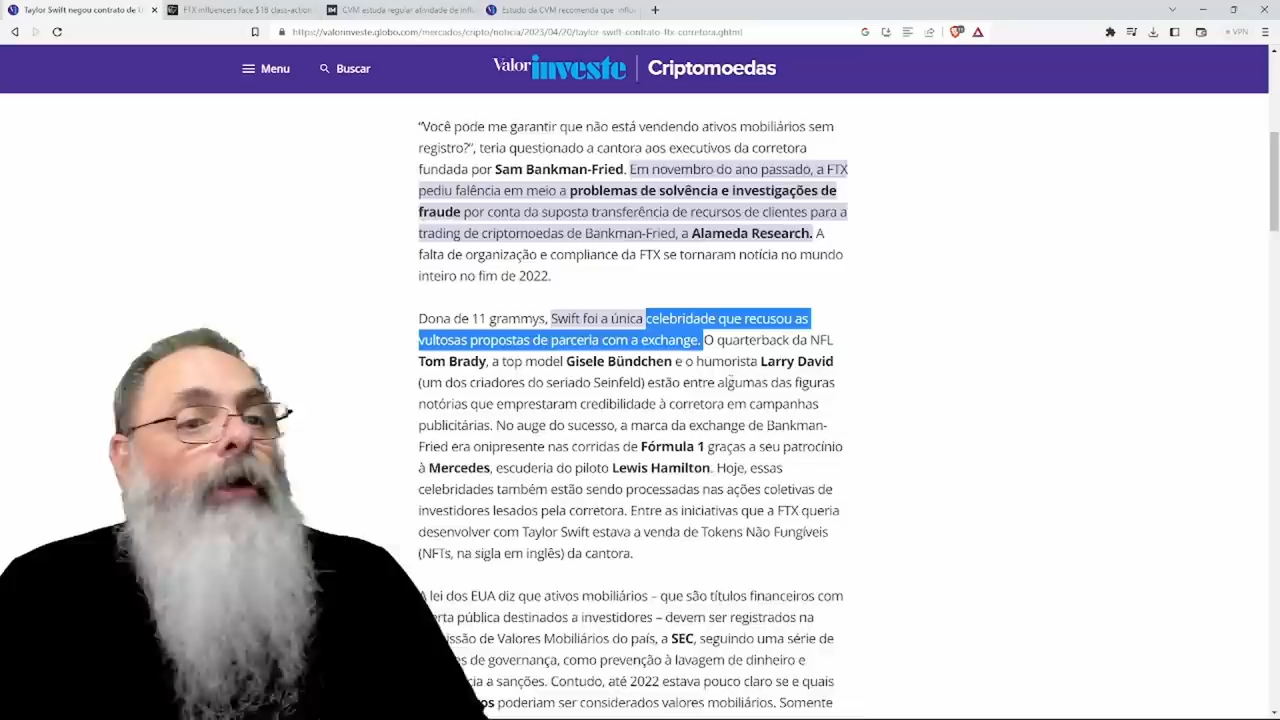 Taylor Swift negou contrato de U
FTX influencers face $1B class-action
CVM estuda regular atividade de influ
Estudo da CVM recomenda que 'influ
https://valorinveste.globo.com/mercados/cripto/noticia/2023/04/20/taylor-swift-contrato-ftx-corretora.ghtml
VPN
Menu
Buscar
Valor investe
Criptomoedas
“Você pode me garantir que não está vendendo ativos mobiliários sem
registro?”, teria questionado a cantora aos executivos da corretora
fundada por Sam Bankman-Fried. Em novembro do ano passado, a FTX
pediu falência em meio a problemas de solvência e investigações de
fraude por conta da suposta transferência de recursos de clientes para a
trading de criptomoedas de Bankman-Fried, a Alameda Research. A
falta de organização e compliance da FTX se tornaram notícia no mundo
inteiro no fim de 2022.
Dona de 11 grammys, Swift foi a única celebridade que recusou as
vultosas propostas de parceria com a exchange. O quarterback da NFL
Tom Brady, a top model Gisele Bündchen e o humorista Larry David
(um dos criadores do seriado Seinfeld) estão entre algumas das figuras
notórias que emprestaram credibilidade à corretora em campanhas
publicitárias. No auge do sucesso, a marca da exchange de Bankman-
Fried era onipresente nas corridas de Fórmula 1 graças a seu patrocínio
à Mercedes, escuderia do piloto Lewis Hamilton. Hoje, essas
celebridades também estão sendo processadas nas ações coletivas de
investidores lesados pela corretora. Entre as iniciativas que a FTX queria
desenvolver com Taylor Swift estava a venda de Tokens Não Fungíveis
(NFTs, na sigla em inglês) da cantora.
A lei dos EUA diz que ativos mobiliários – que são títulos financeiros com
erta pública destinados a investidores – devem ser registrados na
issão de Valores Mobiliários do país, a SEC, seguindo uma série de
es de governança, como prevenção à lavagem de dinheiro e
cia a sanções. Contudo, até 2022 estava pouco claro se e quais
os poderiam ser considerados valores mobiliários. Somente